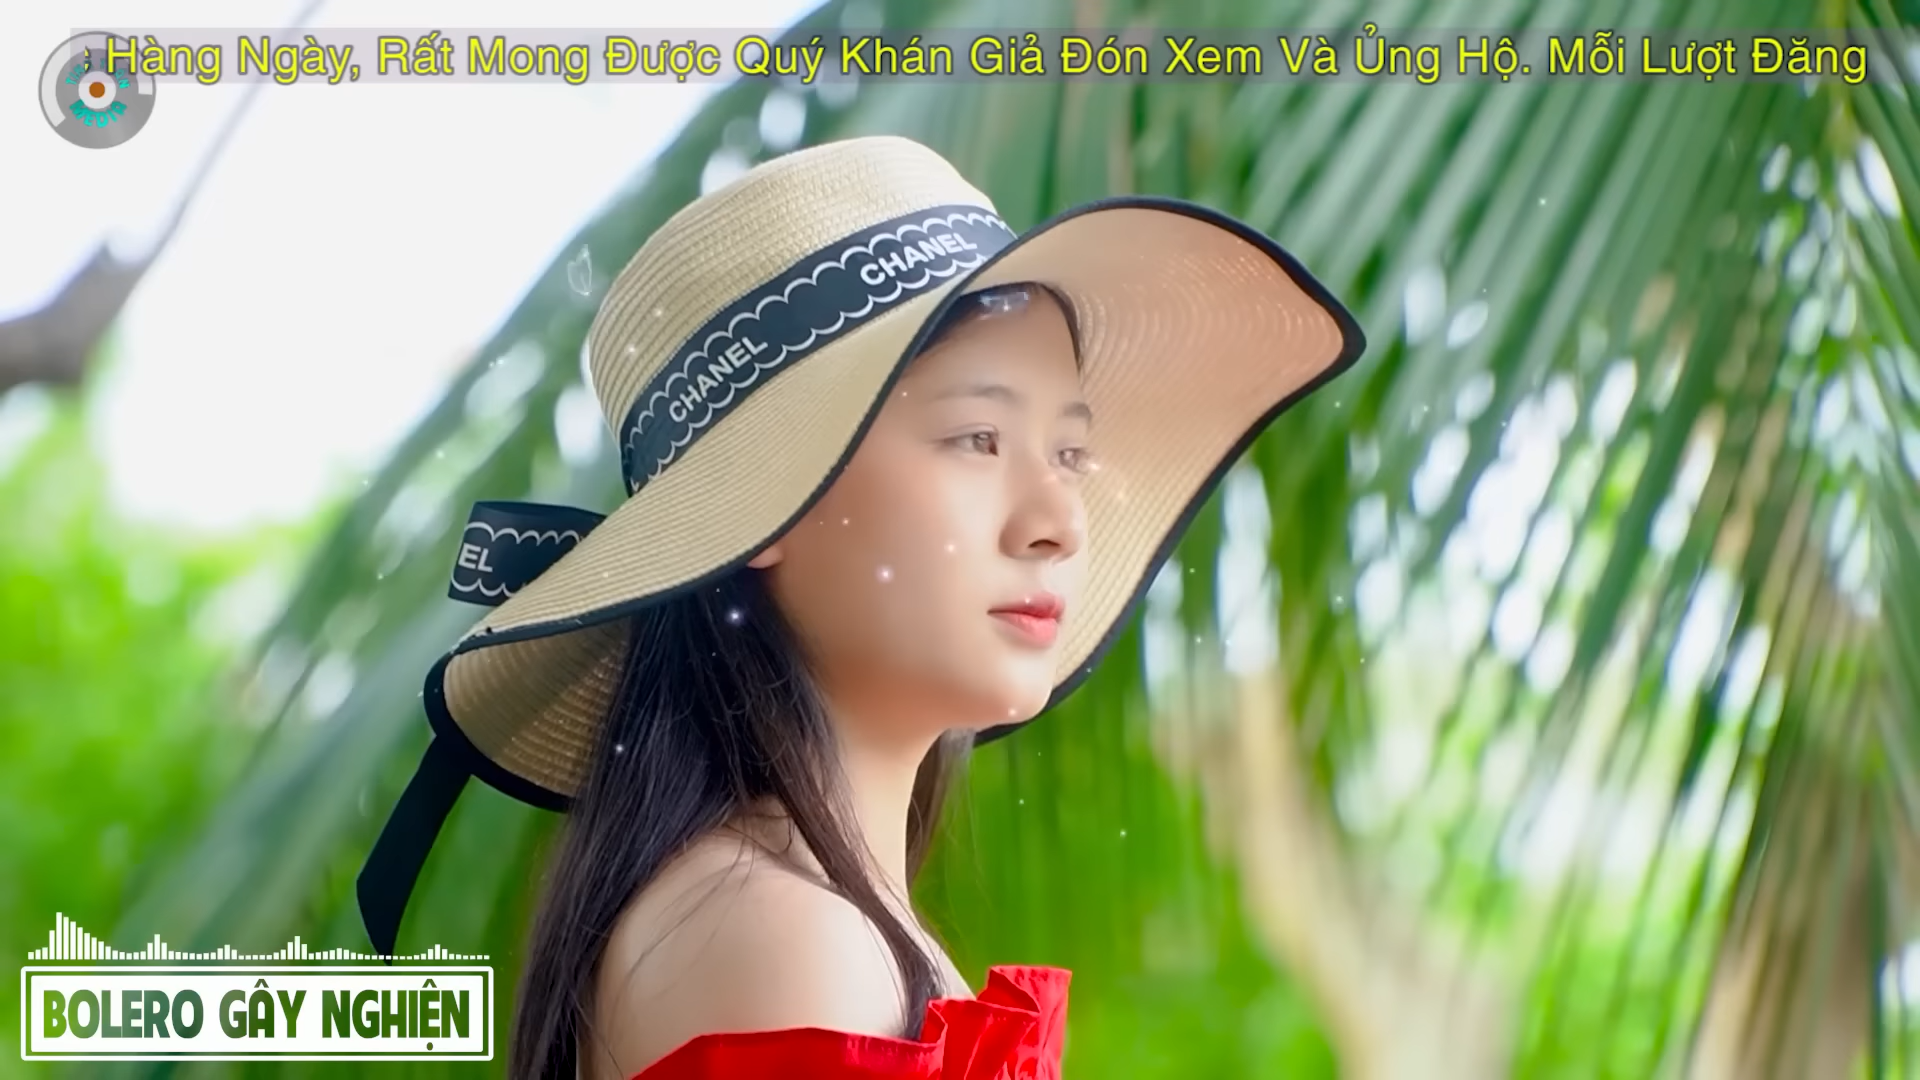 Hàng Ngày, Rất Mong Được Quý Khán Giả Đón Xem Và Ủng Hộ. Mỗi Lượt Đăng
MEDIA
CHANEL
CHANEL
EL
BOLERO GÂY NGHIỆN